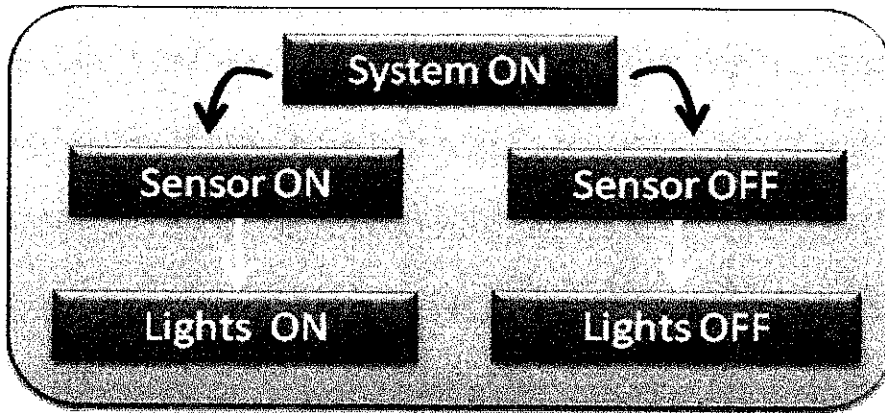 System ON
Sensor ON
Sensor OFF
Lights ON
Lights OFF